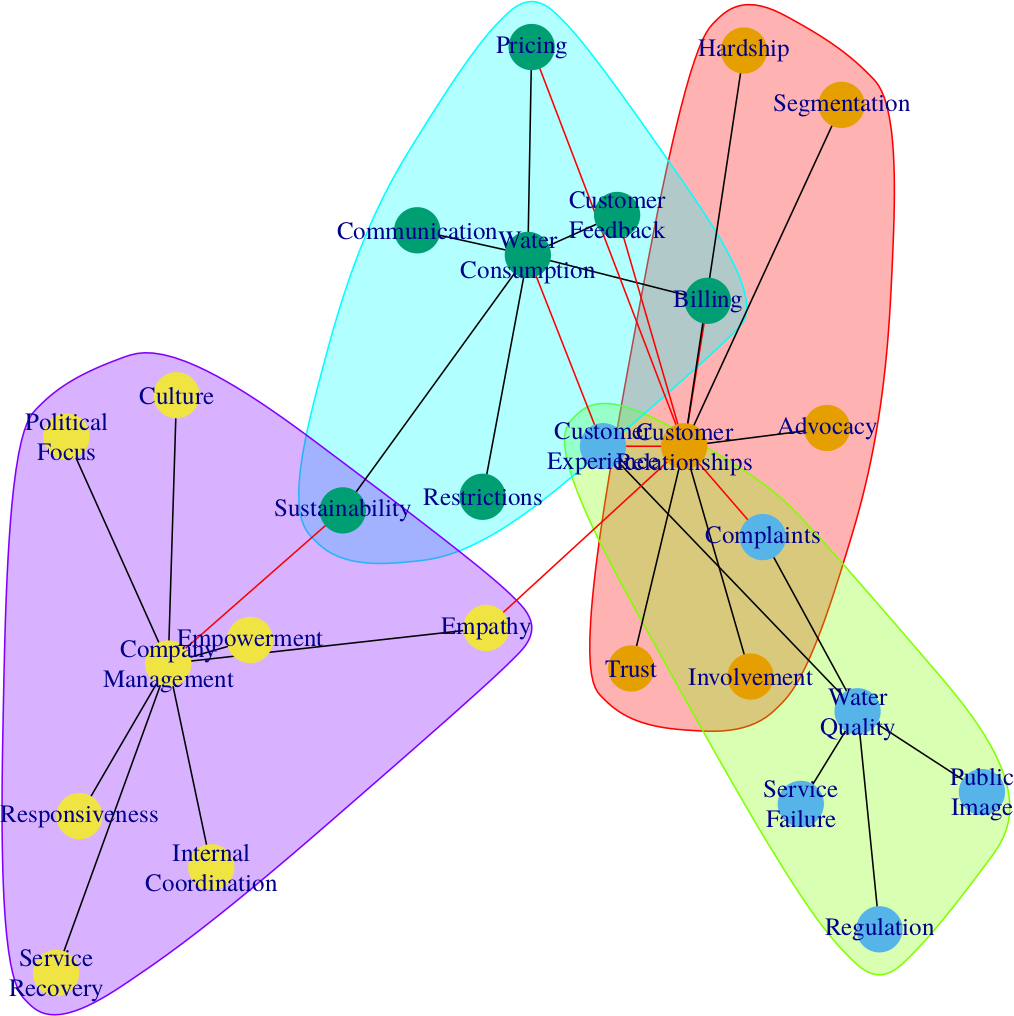 Pricing
Hardship
Segmentation
Customer
Feedback
Communication
Water
Consumption
Billing
Culture
Political
Focus
Customer
Experience
Customer
Relationships
Advocacy
Sustainability
Restrictions
Complaints
Empathy
Empowerment
Company
Management
Trust
Involvement
Water
Quality
Service
Failure
Public
Image
Responsiveness
Internal
Coordination
Regulation
Service
Recovery